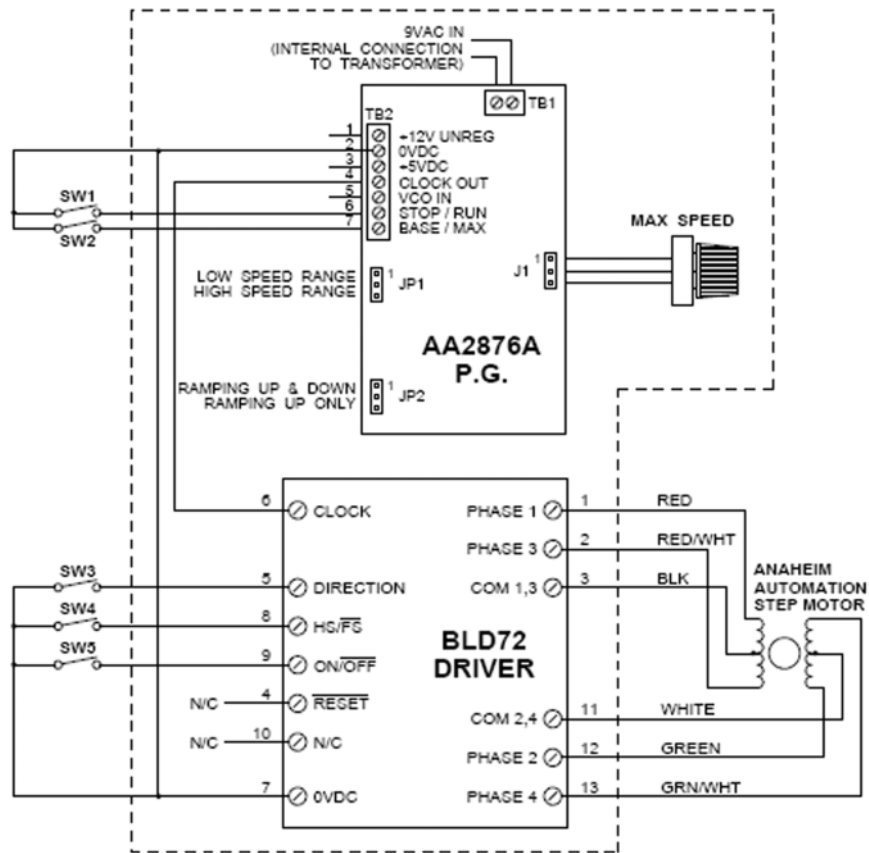 9VAC IN
(INTERNAL CONNECTION
TO TRANSFORMER)
TB1
TB2
1 +12V UNREG
2 0VDC
3 +5VDC
4 CLOCK OUT
5 VCO IN
6 STOP / RUN
7 BASE / MAX
SW1
SW2
MAX SPEED
LOW SPEED RANGE
HIGH SPEED RANGE
1
JP1
J1
1
AA2876A
P.G.
RAMPING UP & DOWN
RAMPING UP ONLY
1
JP2
6 CLOCK
SW3
5 DIRECTION
SW4
8 HS/FS
SW5
9 ON/OFF
N/C 4 RESET
N/C 10 N/C
7 0VDC
BLD72
DRIVER
PHASE 1 1 RED
PHASE 3 2 RED/WHT
COM 1,3 3 BLK
COM 2,4 11 WHITE
PHASE 2 12 GREEN
PHASE 4 13 GRN/WHT
ANAHEIM
AUTOMATION
STEP MOTOR